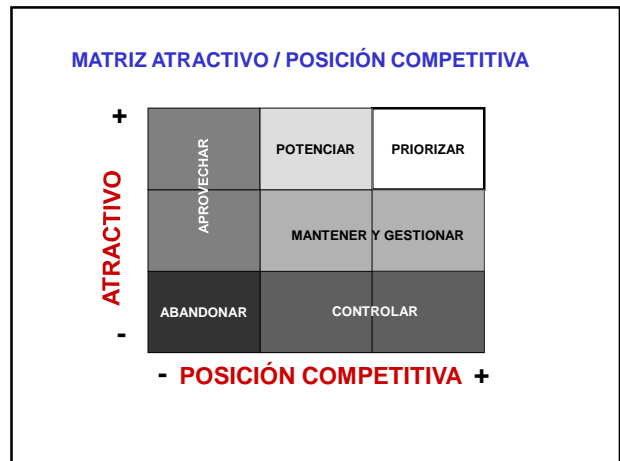 MATRIZ ATRACTIVO / POSICIÓN COMPETITIVA
+
POTENCIAR
PRIORIZAR
APROVECHAR
ATRACTIVO
MANTENER Y GESTIONAR
ABANDONAR
CONTROLAR
-
- POSICIÓN COMPETITIVA +